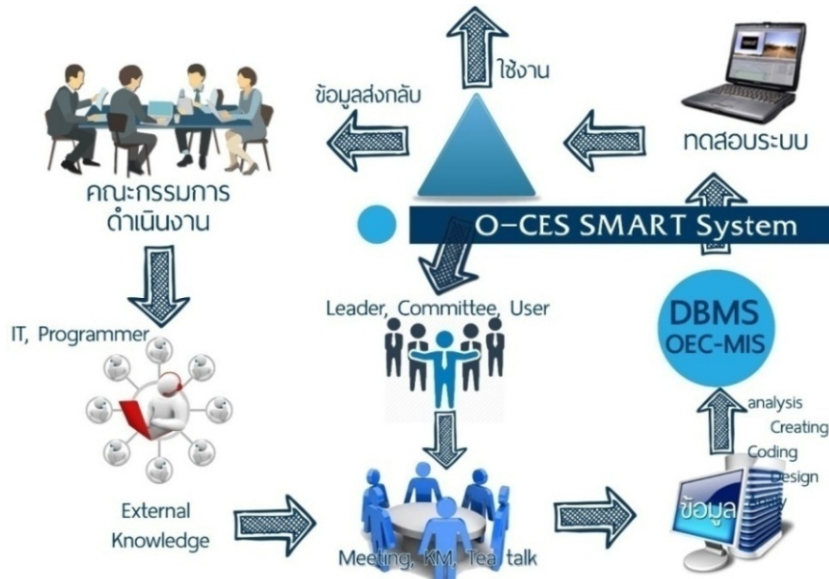 ใช้งาน
ข้อมูลส่งกลับ
ทดสอบระบบ
คณะกรรมการ
ดำเนินงาน
O-CES SMART System
Leader, Committee, User
IT, Programmer
DBMS
OEC-MIS
analysis
Creating
Coding
Design
ข้อมูล
External
Knowledge
Meeting, KM, Tea talk